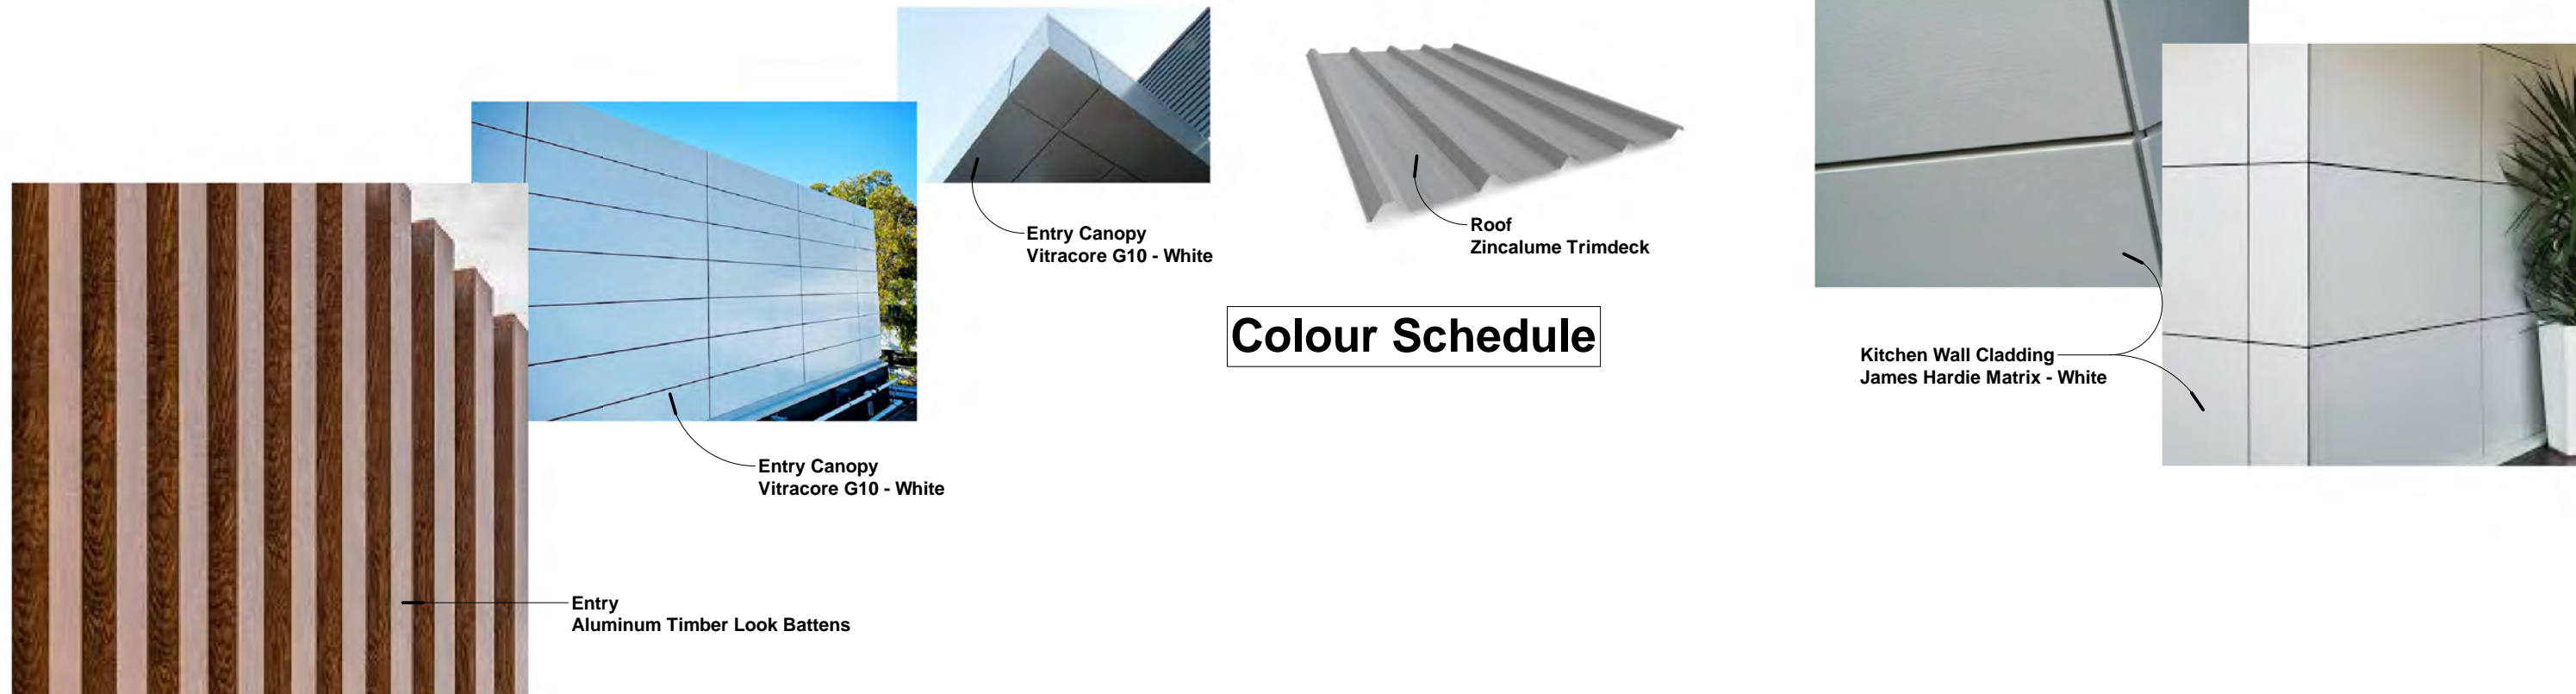 Entry Canopy
Vitracore G10 - White
Roof
Zincalume Trimdeck
Colour Schedule
Kitchen Wall Cladding
James Hardie Matrix - White
Entry Canopy
Vitracore G10 - White
Entry
Aluminum Timber Look Battens